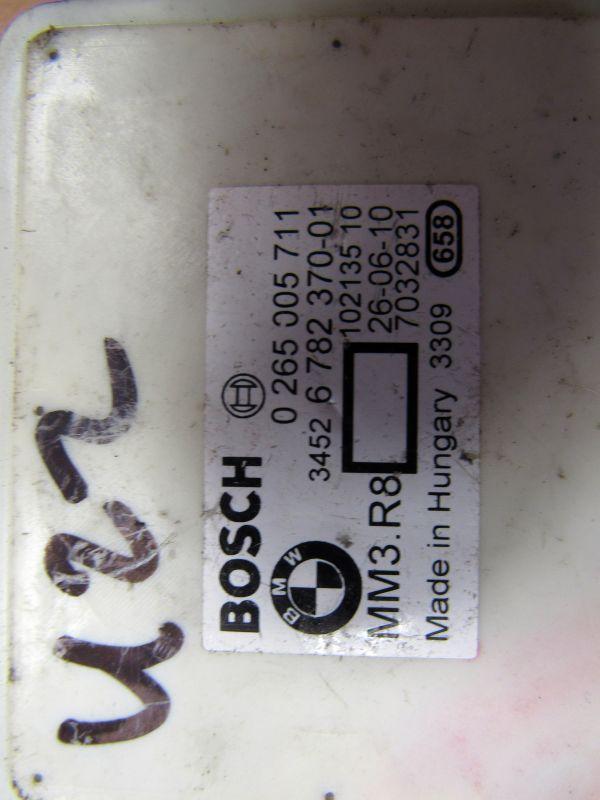 BOSCH
0 265 005 711
3452 6 782 370-01
BMW
102135 10
26-06-10
MM3.R8
7032831
Made in Hungary 3309 658